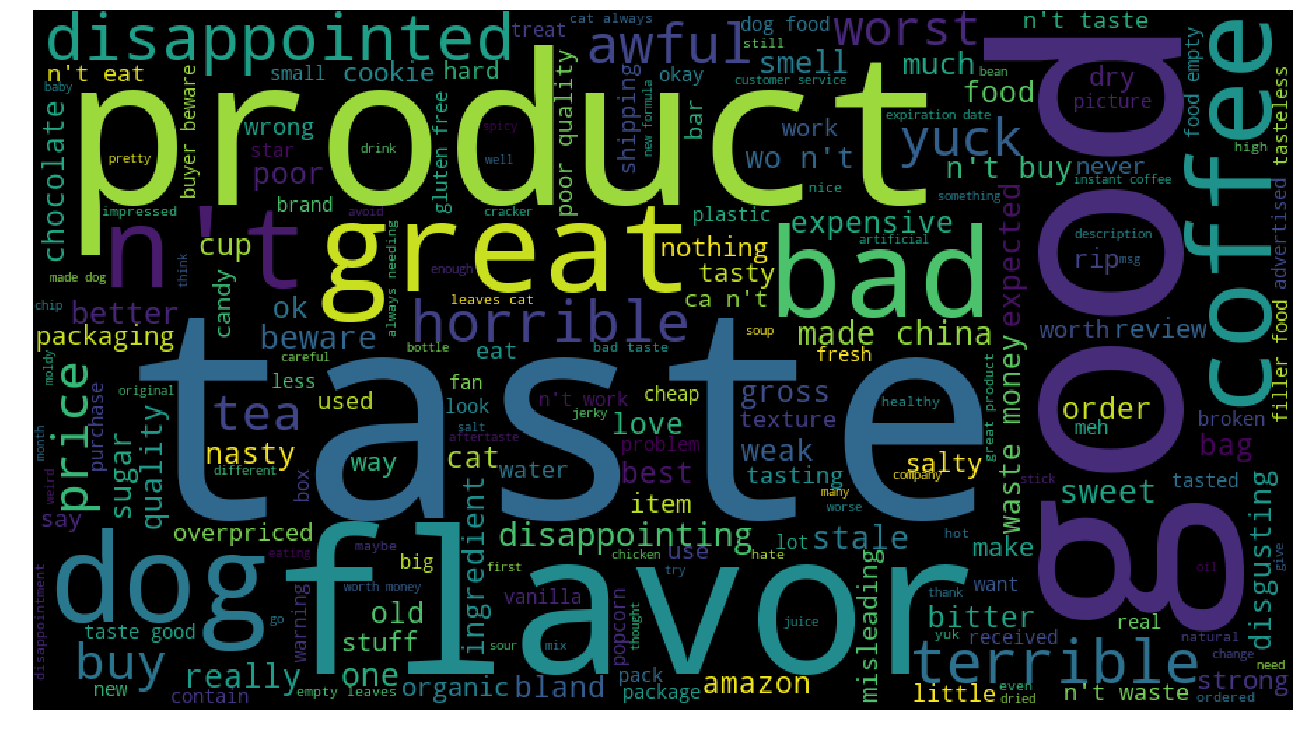 disappointed
treat
cat always
awful
dog food
still
worst
n't taste
n't eat
baby
small
cookie
hard
okay
smell
customer service
much
bean
food
dry
picture
coffee
food empty
tasteless
product
good
chocolate
buyer beware
wrong
star
poor
brand
pretty
drink
spicy
well
gluten free
poor quality
shipping
new formula
bar
work
wo n't
expiration date
yuck
n't buy
never
instant coffee
high
impressed
avoid
cracker
nice
something
n't
great
cup
made dog
think
candy
always needing
enough
leaves cat
plastic
nothing
tasty
ca n't
expensive
artificial
bad
expected
description
rip
msg
advertised
chip
better
packaging
ok
beware
horrible
soup
made china
fresh
worth
review
careful
bottle
eat
bad taste
taste
moldy
price
original
purchase
less
used
fan
look
n't work
jerky
cheap
love
gross
texture
healthy
great product
waste money
order
meh
broken
filler food
tea
nasty
different
way
salt
aftertaste
cat
water
problem
best
weak
tasting
salty
company
bag
month
weird
sugar
quality
box
item
many
worse
stick
sweet
tasted
say
overpriced
disappointing
lot
stale
hot
make
disgusting
eating
maybe
big
ingredient
first
chicken
use
hate
try
dog
flavor
misleading
want
thank
bitter
oil
give
disappointment
worth money
go
warning
old
stuff
vanilla
popcorn
thought
juice
yuk
received
real
natural
taste good
sour
mix
buy
really
one
terrible
change
need
new
contain
empty leaves
organic
bland
pack
package
amazon
little
even
dried
n't waste
strong
ordered